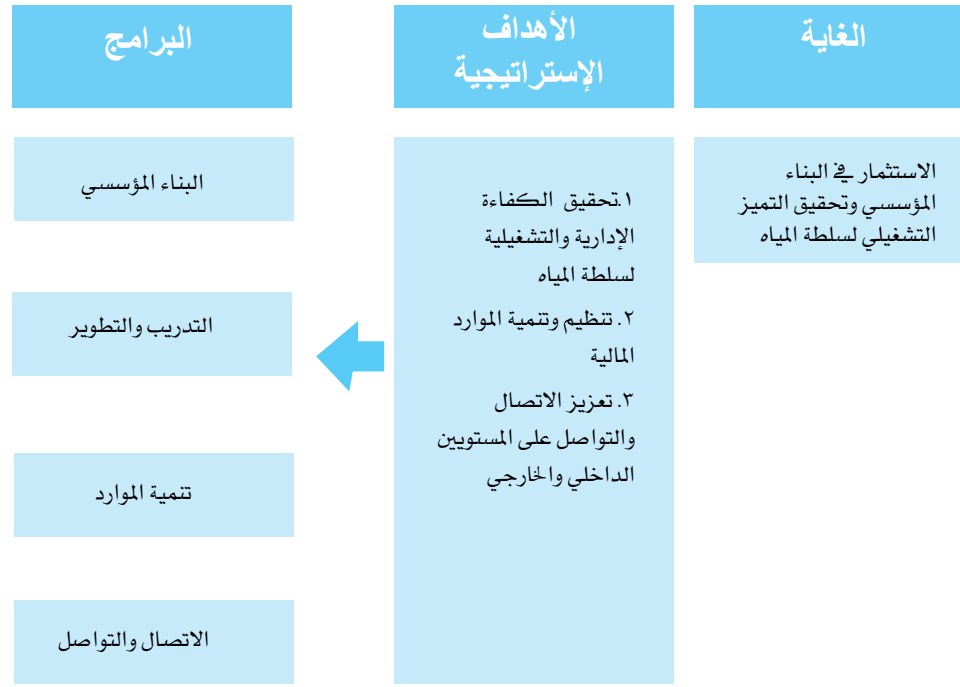 الغاية
الاستثمار في البناء
المؤسسي وتحقيق التميز
التشغيلي لسلطة المياه
الأهداف
الإستراتيجية
١.تحقيق الكفاءة
الإدارية والتشغيلية
لسلطة المياه
٢. تنظيم وتنمية الموارد
المالية
٣. تعزيز الاتصال
والتواصل على المستويين
الداخلي والخارجي
البرامج
البناء المؤسسي
التدريب والتطوير
تنمية الموارد
الاتصال والتواصل